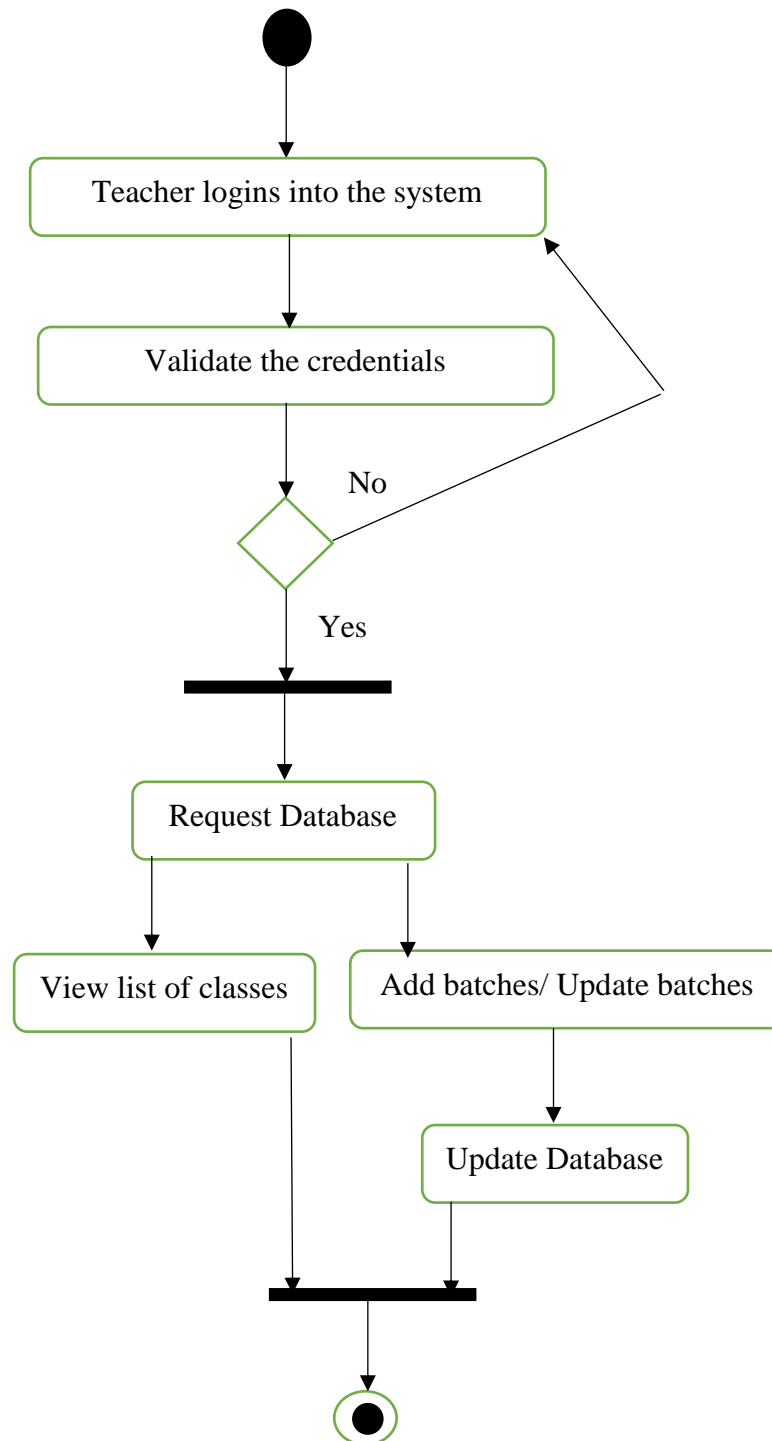 Teacher logins into the system
Validate the credentials
No
Yes
Request Database
View list of classes
Add batches/ Update batches
Update Database